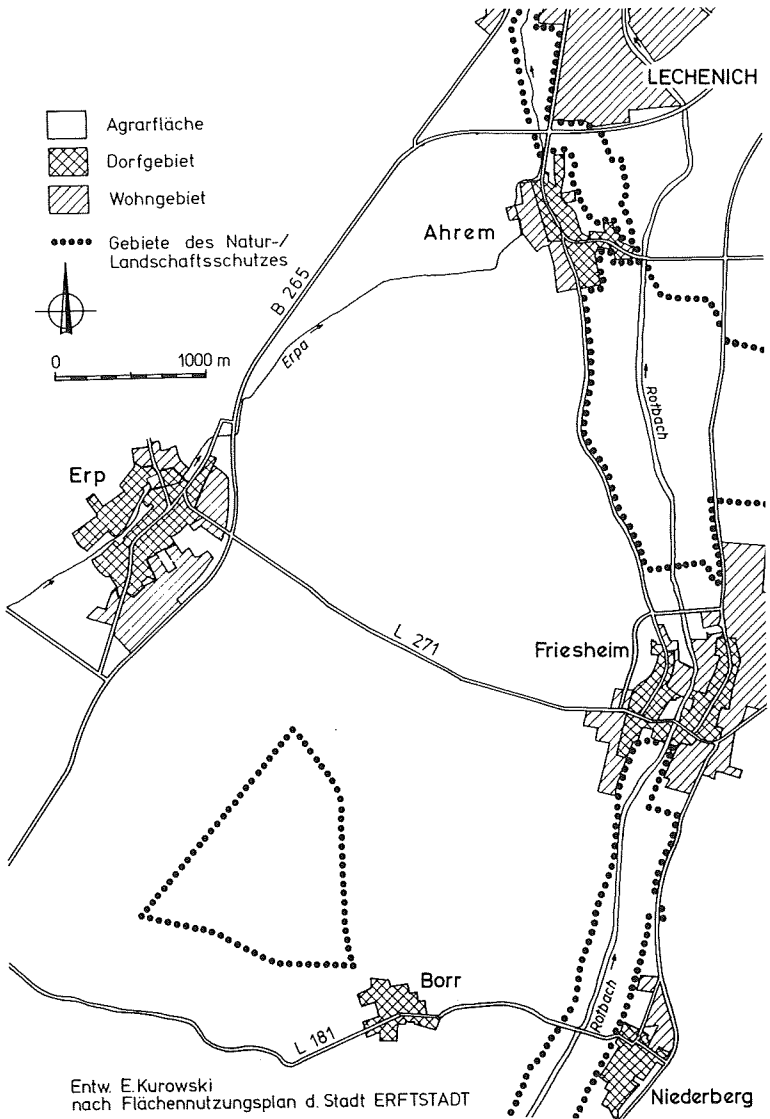 LECHENICH
Agrarfläche
Dorfgebiet
Wohngebiet
Gebiete des Natur-/
Landschaftsschutzes
Ahrem
B 265
Erpa
0 1000 m
Rotbach
Erp
L 271
Friesheim
Borr
Rotbach
L 181
Niederberg
Entw. E.Kurowski
nach Flächennutzungsplan d. Stadt ERFTSTADT